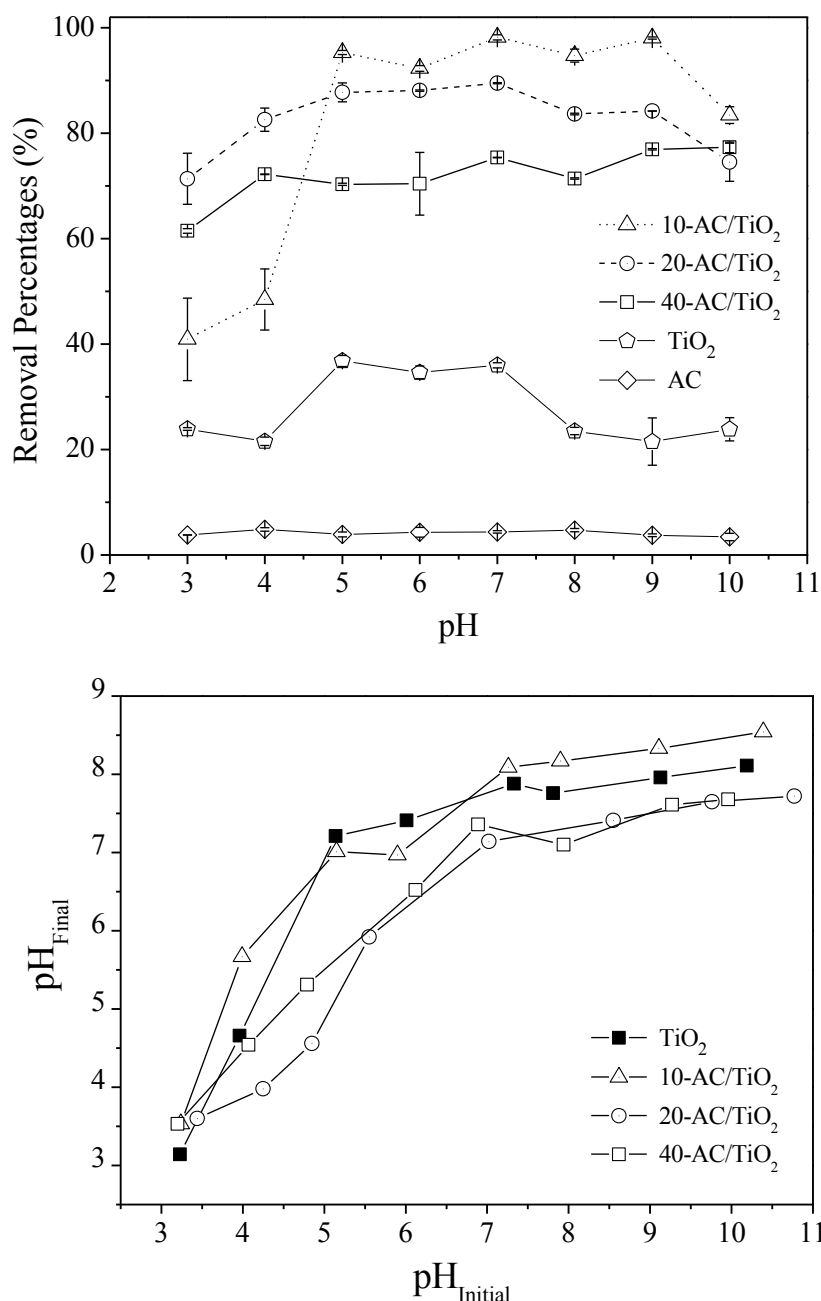 100
80
60
40
20
0
Removal Percentages (%)
10-AC/TiO₂
20-AC/TiO₂
40-AC/TiO₂
TiO₂
AC
2 3 4 5 6 7 8 9 10 11
pH
9
8
7
6
5
4
3
pH_Final
TiO₂
10-AC/TiO₂
20-AC/TiO₂
40-AC/TiO₂
3 4 5 6 7 8 9 10 11
pH_Initial